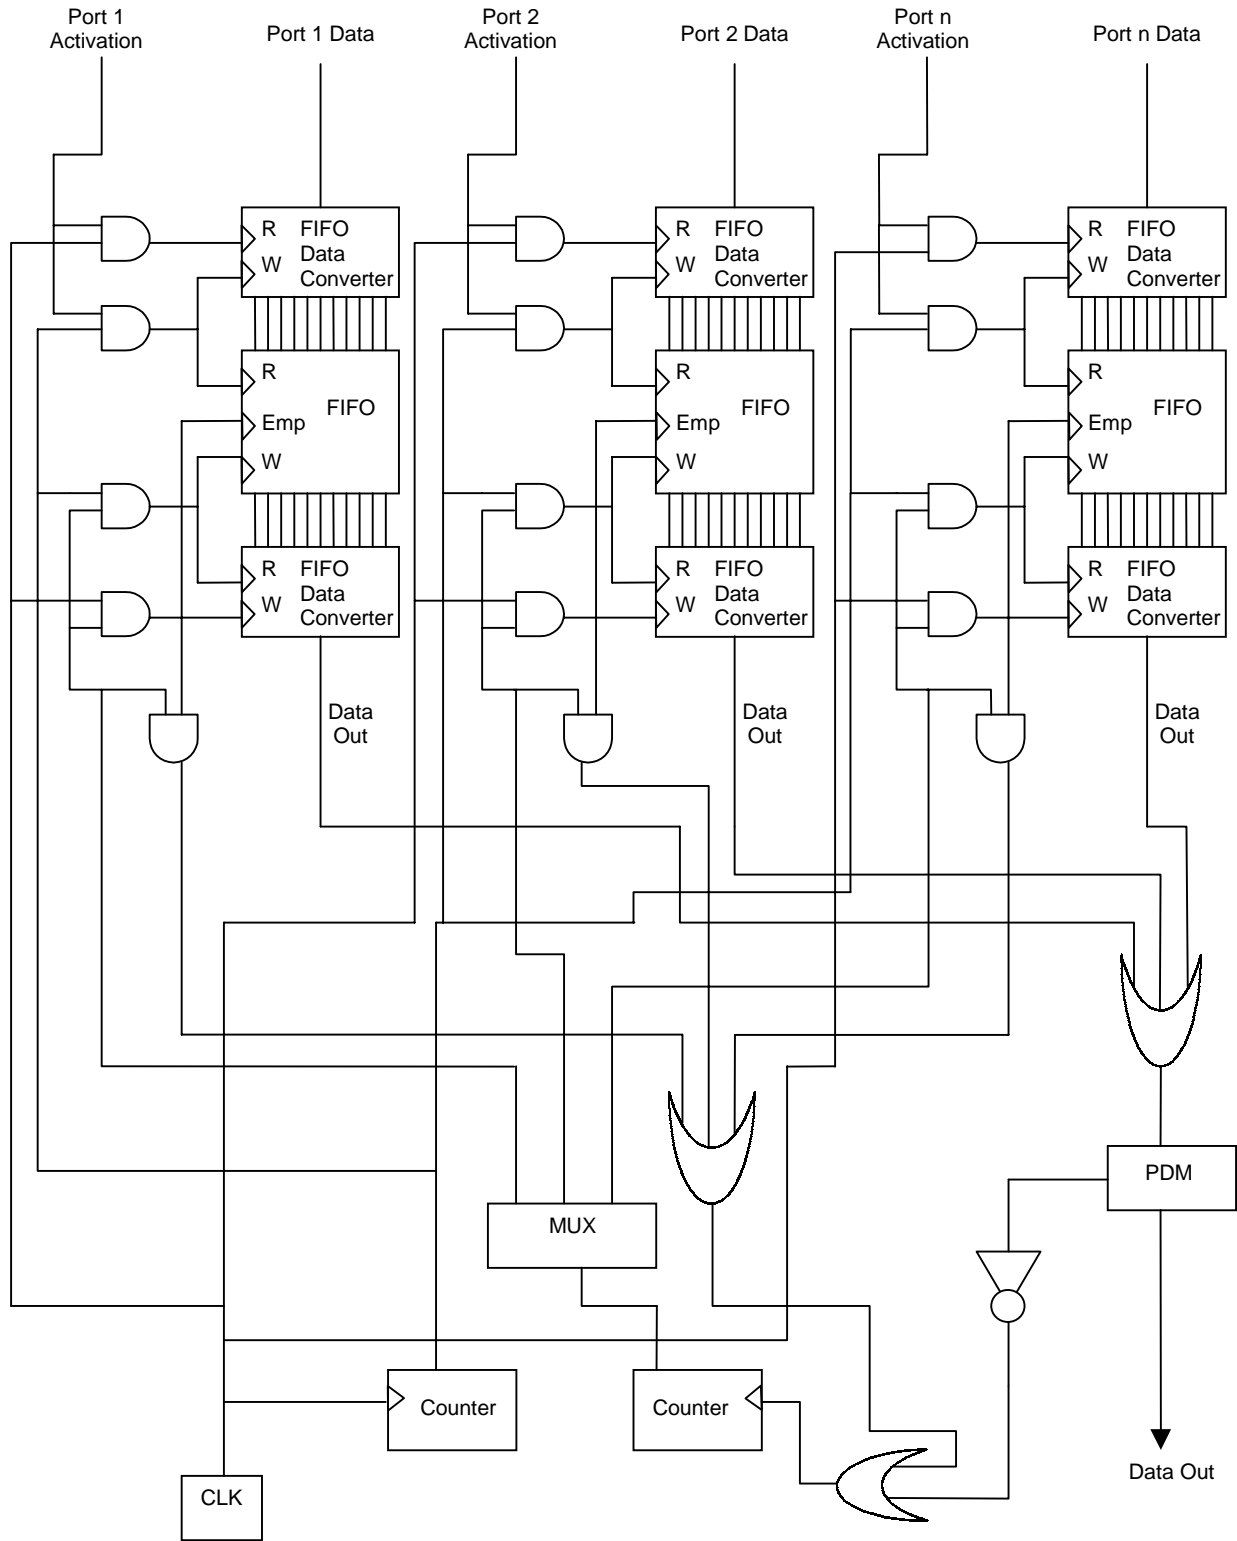 Port 1
Activation
Port 1 Data
Port 2
Activation
Port 2 Data
Port n
Activation
Port n Data
R FIFO
Data
W
Converter
R
FIFO
Emp
W
R FIFO
Data
W
Converter
Data
Out
R FIFO
Data
W
Converter
R
FIFO
Emp
W
R FIFO
Data
W
Converter
Data
Out
R FIFO
Data
W
Converter
R
FIFO
Emp
W
R FIFO
Data
W
Converter
Data
Out
PDM
MUX
Counter
Counter
CLK
Data Out